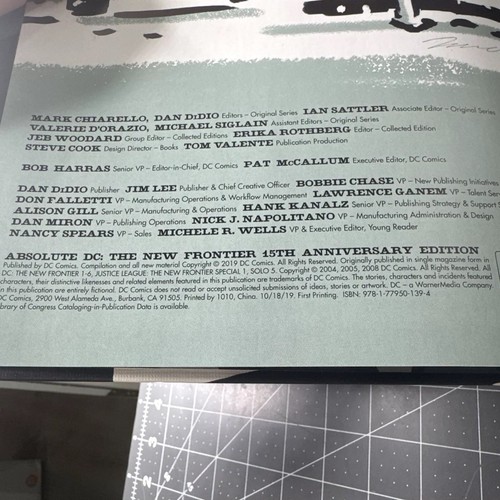 MARK CHIARELLO, DAN DIDIO Editors – Original Series IAN SATTLER Associate Editor – Original Series
VALERIE D'ORAZIO, MICHAEL SIGLAIN Assistant Editors – Original Series
JEB WOODARD Group Editor – Collected Editions ERIKA ROTHBERG Editor – Collected Edition
STEVE COOK Design Director – Books TOM VALENTE Publication Production
BOB HARRAS Senior VP – Editor-in-Chief, DC Comics PAT McCALLUM Executive Editor, DC Comics
DAN DIDIO Publisher JIM LEE Publisher & Chief Creative Officer BOBBIE CHASE VP – New Publishing Initiatives
DON FALLETTI VP – Manufacturing Operations & Workflow Management LAWRENCE GANEM VP – Talent Ser
ALISON GILL Senior VP – Manufacturing & Operations HANK KANALZ Senior VP – Publishing Strategy & Support S
DAN MIRON VP – Publishing Operations NICK J. NAPOLITANO VP – Manufacturing Administration & Design
NANCY SPEARS VP – Sales MICHELE R. WELLS VP & Executive Editor, Young Reader
ABSOLUTE DC: THE NEW FRONTIER 15TH ANNIVERSARY EDITION
Published by DC Comics. Compilation and all new material Copyright © 2019 DC Comics. All Rights Reserved. Originally published in single magazine form in
DC: THE NEW FRONTIER 1-6, JUSTICE LEAGUE: THE NEW FRONTIER SPECIAL 1, SOLO 5. Copyright © 2004, 2005, 2008 DC Comics. All Rights Reserved. All
characters, their distinctive likenesses and related elements featured in this publication are trademarks of DC Comics. The stories, characters and incidents featured
in this publication are entirely fictional. DC Comics does not read or accept unsolicited submissions of ideas, stories or artwork. DC – a WarnerMedia Company.
DC Comics, 2900 West Alameda Ave., Burbank, CA 91505. Printed by 1010, China. 10/18/19. First Printing. ISBN: 978-1-77950-139-4
brary of Congress Cataloging-in-Publication Data is available.